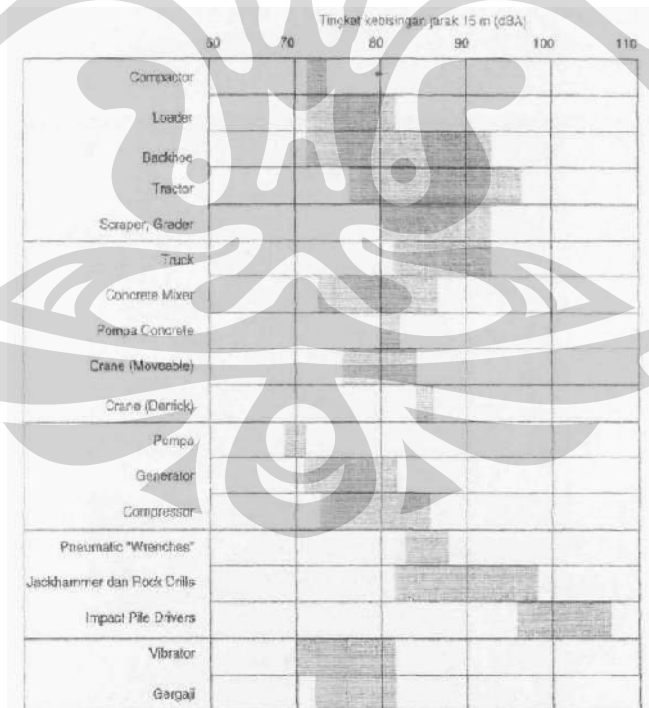 Tingkat kebisingan jarak 15 m (dBA)
60 70 80 90 100 110
Compactor
Loader
Backhoe
Tractor
Scraper, Grader
Truck
Concrete Mixer
Pompa Concrete
Crane (Moveable)
Crane (Derrick)
Pompa
Generator
Compressor
Pneumatic "Wrenches"
Jackhammer dan Rock Drills
Impact Pile Drivers
Vibrator
Gergaji